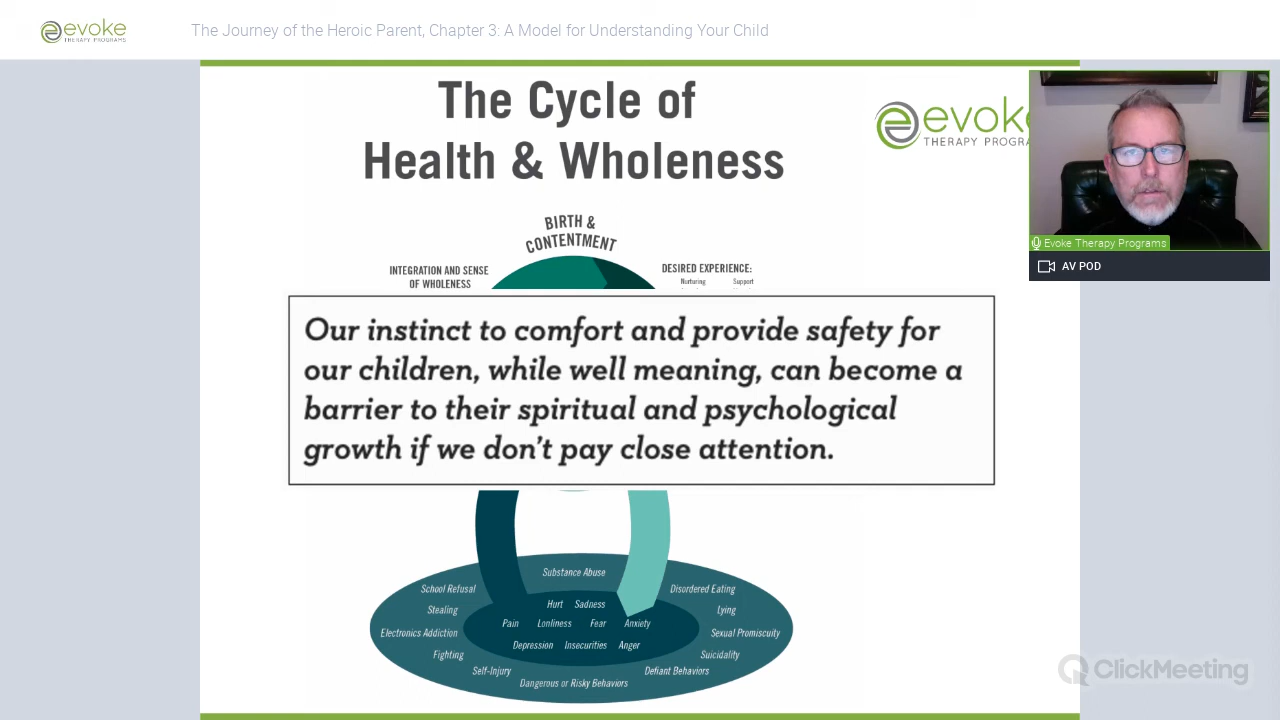 evoke
THERAPY PROGRAMS
The Journey of the Heroic Parent, Chapter 3: A Model for Understanding Your Child
The Cycle of
Health & Wholeness
evoke
THERAPY PROGRA
Evoke Therapy Programs
AV POD
BIRTH &
CONTENTMENT
INTEGRATION AND SENSE
OF WHOLENESS
DESIRED EXPERIENCE:
Nurturing Support
Our instinct to comfort and provide safety for
our children, while well meaning, can become a
barrier to their spiritual and psychological
growth if we don't pay close attention.
Substance Abuse
School Refusal
Disordered Eating
Hurt Sadness
Stealing
Lying
Pain Lonliness Fear Anxiety
Electronics Addiction
Sexual Promiscuity
Depression Insecurities Anger
Fighting
Suicidality
Self-Injury
Defiant Behaviors
Dangerous or Risky Behaviors
ClickMeeting